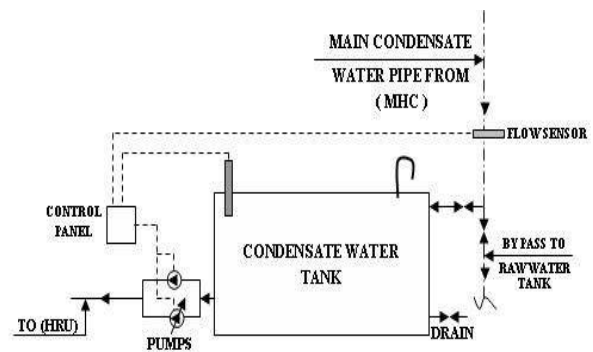 MAIN CONDENSATE
WATER PIPE FROM
( MHC )
FLOWSENSOR
CONTROL
PANEL
CONDENSATE WATER
TANK
BY PASS TO
RAWWATER
TANK
TO (HRU)
PUMPS
DRAIN